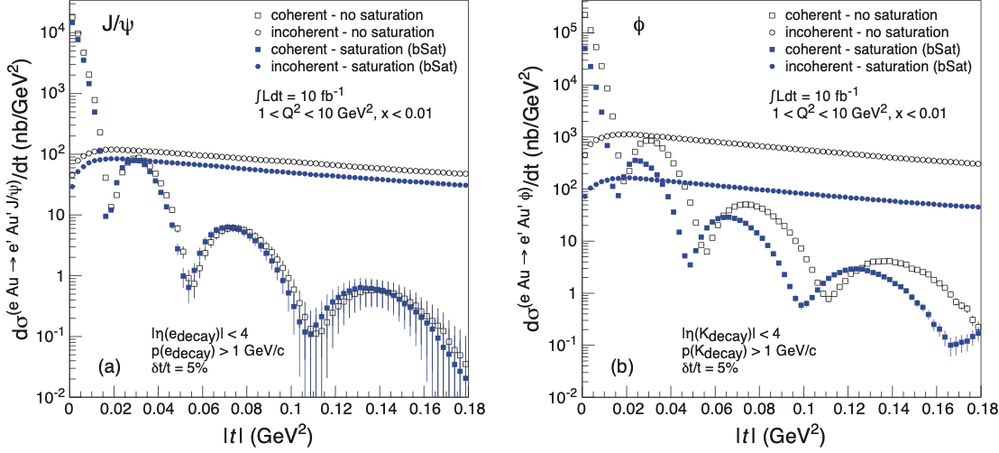 J/ψ
coherent - no saturation
incoherent - no saturation
coherent - saturation (bSat)
incoherent - saturation (bSat)
∫Ldt = 10 fb⁻¹
1 < Q² < 10 GeV², x < 0.01
dσ(e Au → e' Au' J/ψ)/dt (nb/GeV²)
10⁴
10³
10²
10
1
10⁻¹
10⁻²
|η(e_decay)| < 4
p(e_decay) > 1 GeV/c
δt/t = 5%
(a)
0 0.02 0.04 0.06 0.08 0.10 0.12 0.14 0.16 0.18
|t| (GeV²)
ϕ
coherent - no saturation
incoherent - no saturation
coherent - saturation (bSat)
incoherent - saturation (bSat)
∫Ldt = 10 fb⁻¹
1 < Q² < 10 GeV², x < 0.01
dσ(e Au → e' Au' ϕ)/dt (nb/GeV²)
10⁵
10⁴
10³
10²
10
1
10⁻¹
10⁻²
|η(K_decay)| < 4
p(K_decay) > 1 GeV/c
δt/t = 5%
(b)
0 0.02 0.04 0.06 0.08 0.10 0.12 0.14 0.16 0.18
|t| (GeV²)